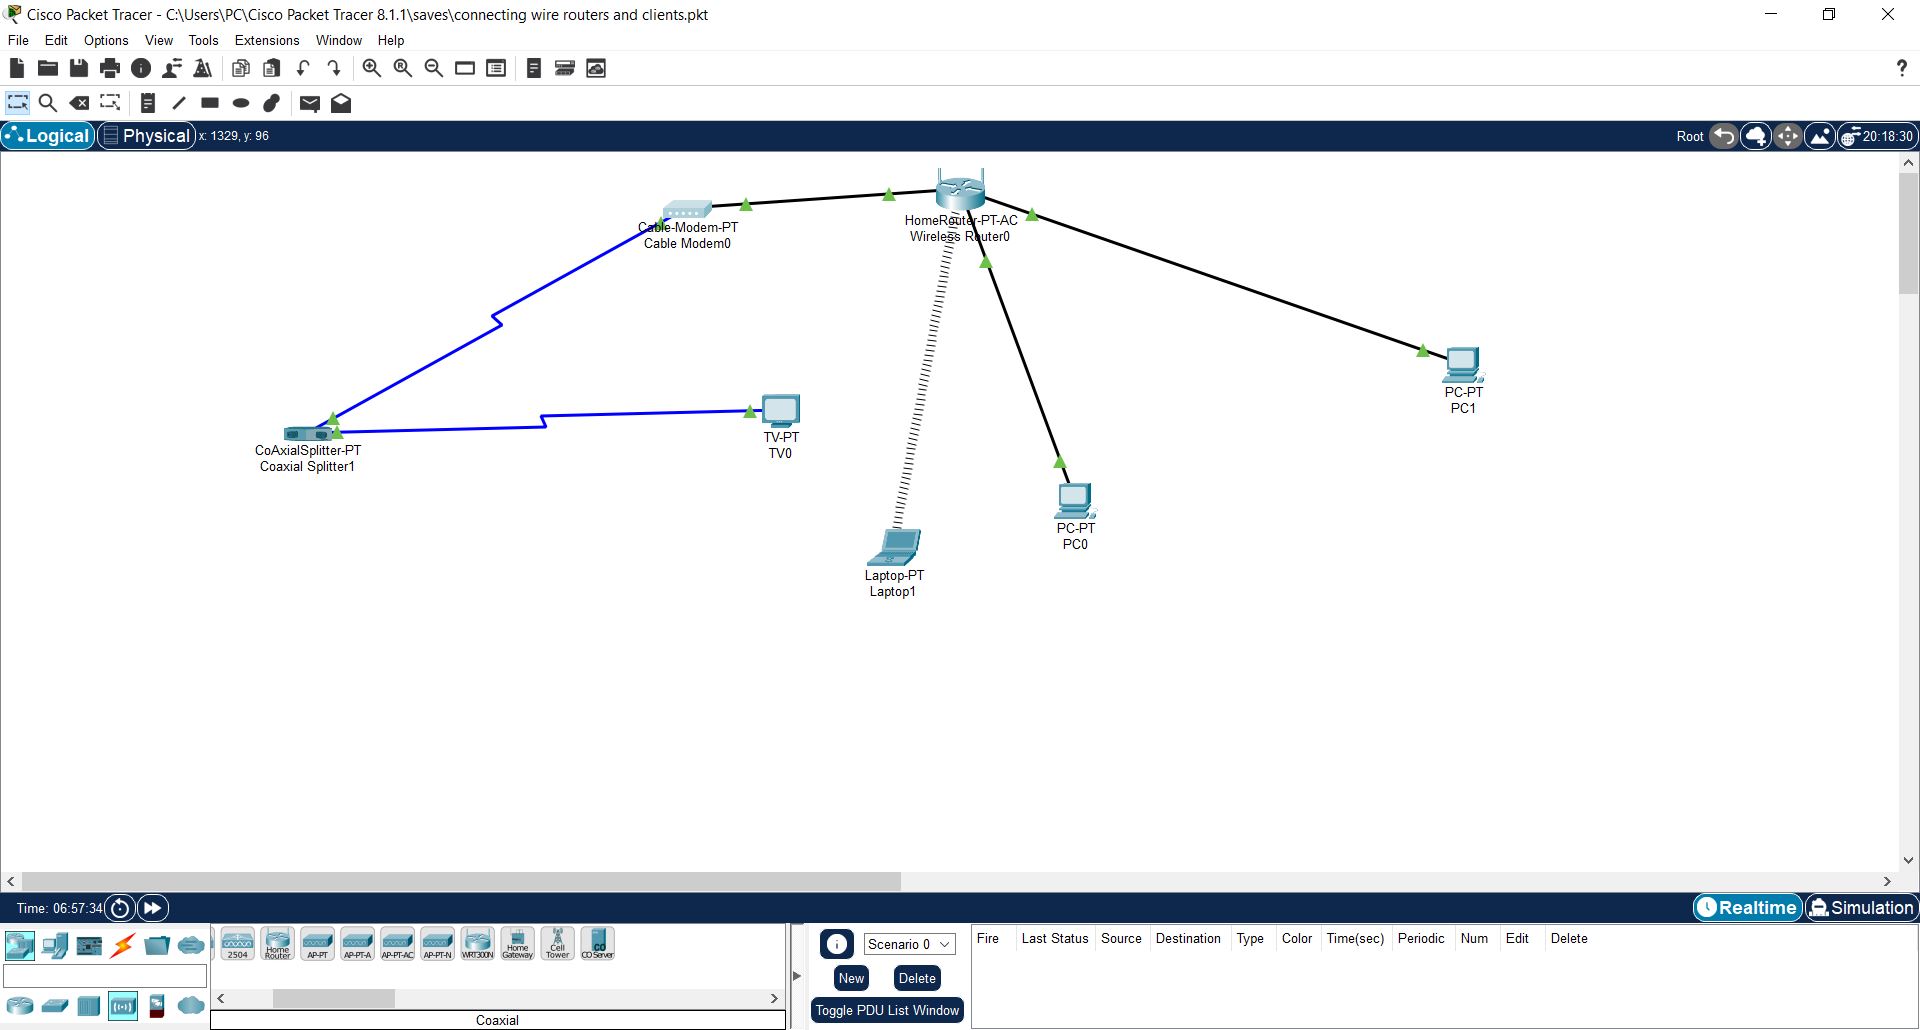 Cisco Packet Tracer - C:\Users\PC\Cisco Packet Tracer 8.1.1\saves\connecting wire routers and clients.pkt
File Edit Options View Tools Extensions Window Help
Logical Physical x: 1329, y: 96 Root 20:18:30
HomeRouter-PT-AC
Wireless Router0
Cable-Modem-PT
Cable Modem0
PC-PT
PC1
TV-PT
TV0
CoAxialSplitter-PT
Coaxial Splitter1
PC-PT
PC0
Laptop-PT
Laptop1
Time: 06:57:34 Realtime Simulation
2504 Home Router AP-PT AP-PT-A AP-PT-AC AP-PT-N WRT300N Home Gateway Cell Tower CO Server
Coaxial
Scenario 0
New Delete
Toggle PDU List Window
Fire Last Status Source Destination Type Color Time(sec) Periodic Num Edit Delete